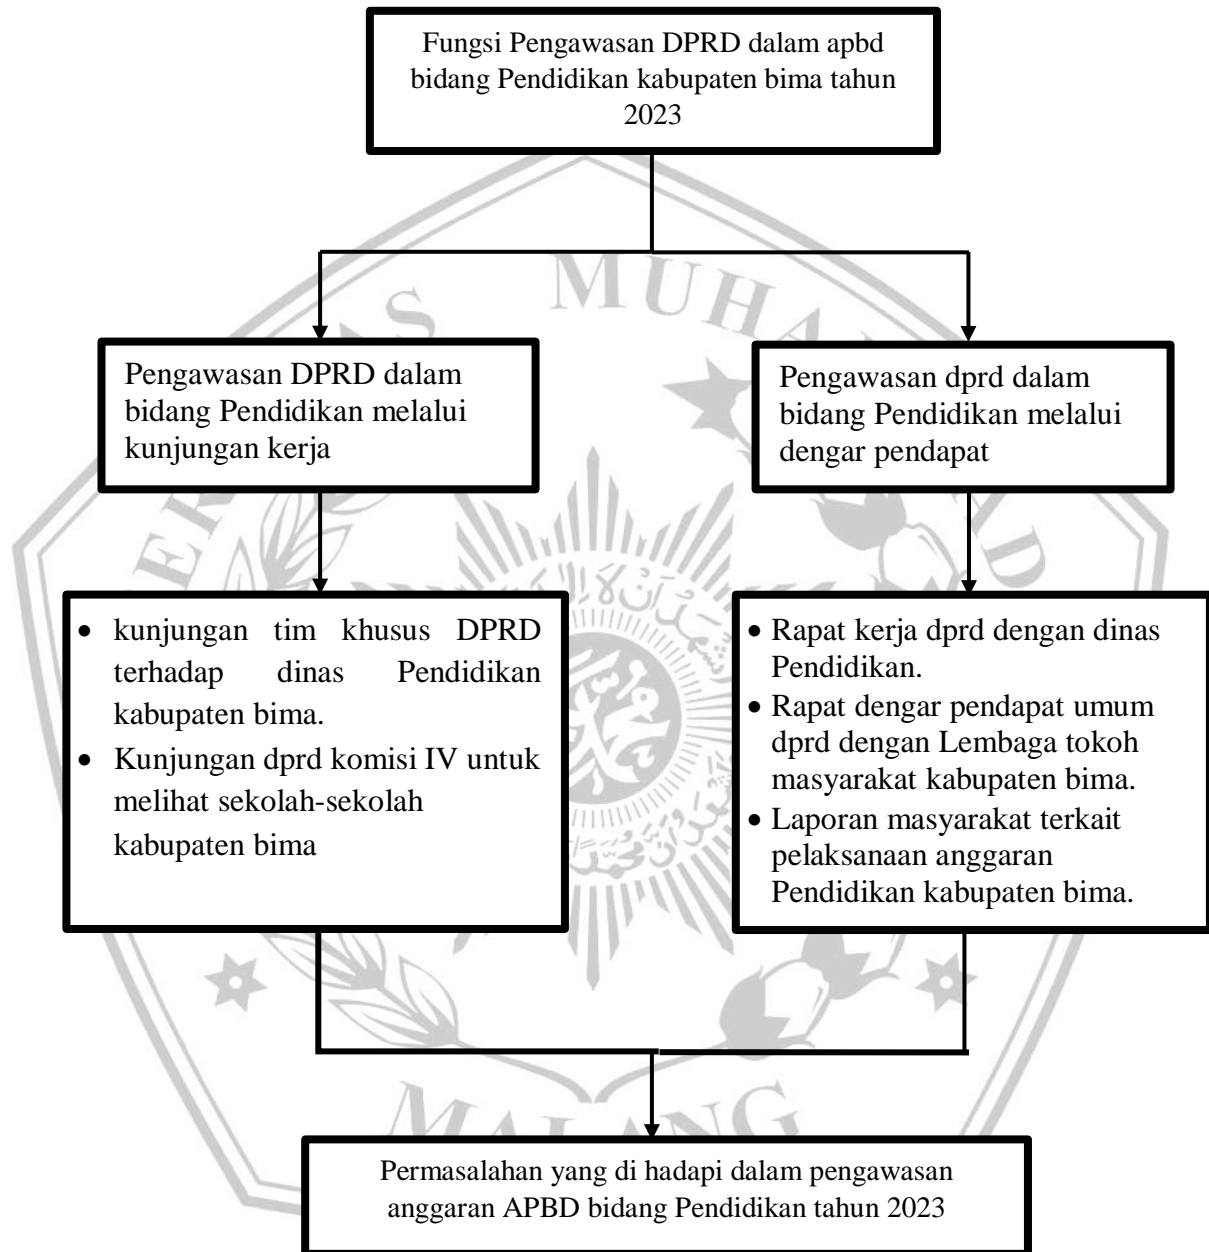 Fungsi Pengawasan DPRD dalam apbd
bidang Pendidikan kabupaten bima tahun
2023
MUHAMMAD
Pengawasan DPRD dalam
bidang Pendidikan melalui
kunjungan kerja
Pengawasan dprd dalam
bidang Pendidikan melalui
dengar pendapat
• kunjungan tim khusus DPRD
terhadap dinas Pendidikan
kabupaten bima.
• Kunjungan dprd komisi IV untuk
melihat sekolah-sekolah
kabupaten bima
• Rapat kerja dprd dengan dinas
Pendidikan.
• Rapat dengar pendapat umum
dprd dengan Lembaga tokoh
masyarakat kabupaten bima.
• Laporan masyarakat terkait
pelaksanaan anggaran
Pendidikan kabupaten bima.
MALANG
Permasalahan yang di hadapi dalam pengawasan
anggaran APBD bidang Pendidikan tahun 2023